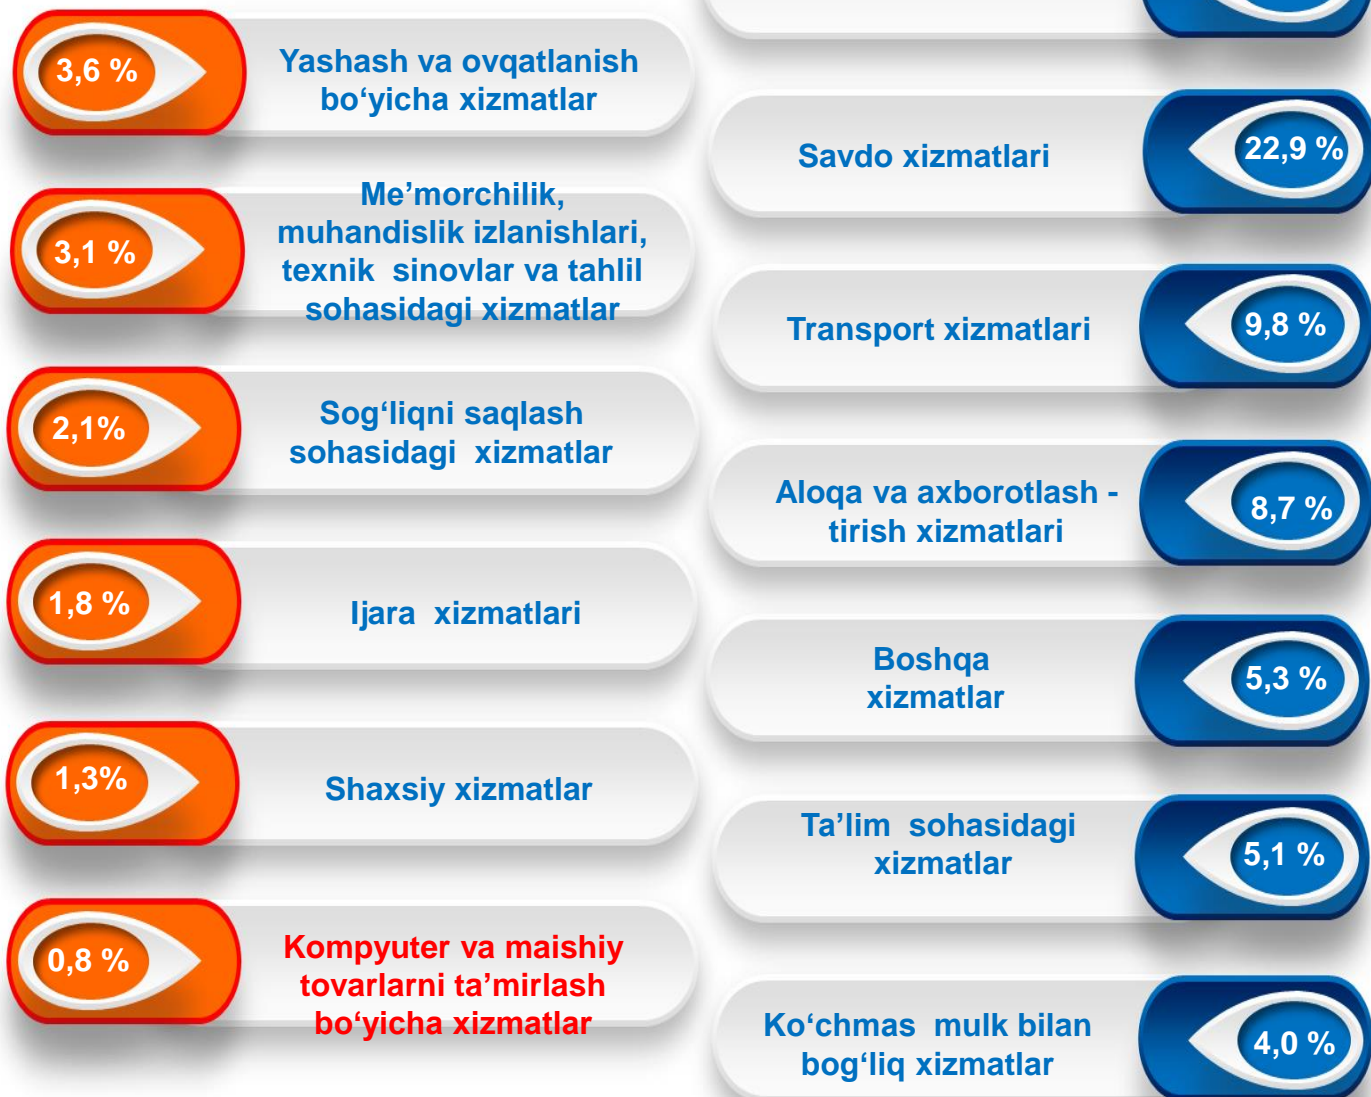 3,6 %
Yashash va ovqatlanish
bo‘yicha xizmatlar
3,1 %
Me’morchilik,
muhandislik izlanishlari,
texnik sinovlar va tahlil
sohasidagi xizmatlar
2,1%
Sog‘liqni saqlash
sohasidagi xizmatlar
1,8 %
Ijara xizmatlari
1,3%
Shaxsiy xizmatlar
0,8 %
Kompyuter va maishiy
tovarlarni ta’mirlash
bo‘yicha xizmatlar
Savdo xizmatlari
22,9 %
Transport xizmatlari
9,8 %
Aloqa va axborotlash -
tirish xizmatlari
8,7 %
Boshqa
xizmatlar
5,3 %
Ta’lim sohasidagi
xizmatlar
5,1 %
Ko‘chmas mulk bilan
bog‘liq xizmatlar
4,0 %